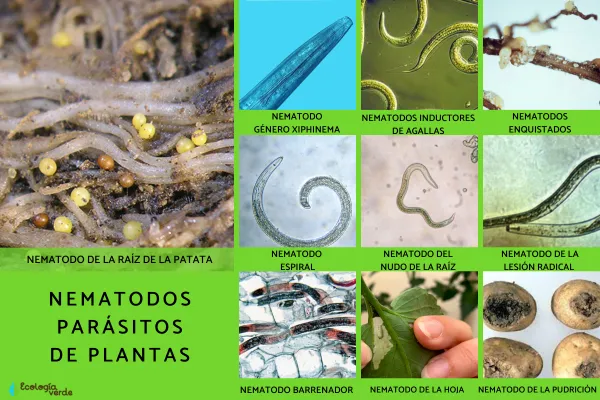 NEMATODO
GÉNERO XIPHINEMA
NEMATODOS INDUCTORES
DE AGALLAS
NEMATODOS
ENQUISTADOS
NEMATODO DE LA RAÍZ DE LA PATATA
NEMATODO
ESPIRAL
NEMATODO DEL
NUDO DE LA RAÍZ
NEMATODO DE LA
LESIÓN RADICAL
NEMATODOS
PARÁSITOS
DE PLANTAS
NEMATODO BARRENADOR
NEMATODO DE LA HOJA
NEMATODO DE LA PUDRICIÓN
Ecología
verde